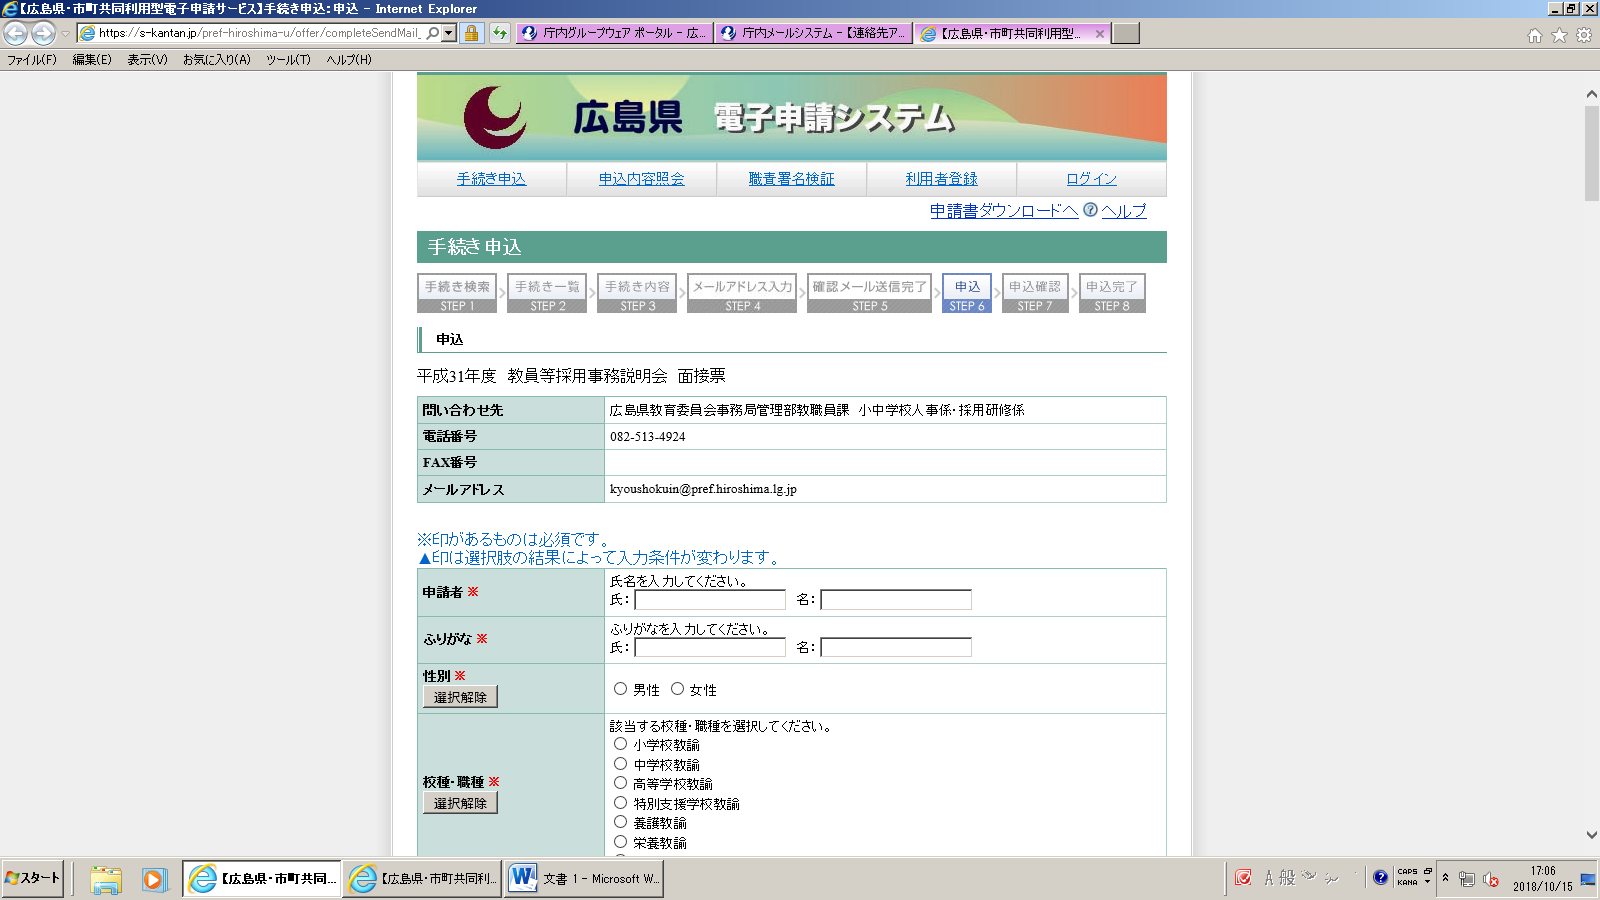 【広島県・市町共同利用型電子申請サービス】手続き申込：申込 - Internet Explorer
https://s-kantan.jp/pref-hiroshima-u/offer/completeSendMail_
庁内グループウェア ポータル - 広...
庁内メールシステム - 【連絡先ア...
【広島県・市町共同利用型...
ファイル(F) 編集(E) 表示(V) お気に入り(A) ツール(T) ヘルプ(H)
広島県 電子申請システム
手続き申込 申込内容照会 職責署名検証 利用者登録 ログイン
申請書ダウンロードへ ヘルプ
手続き申込
手続き検索 手続き一覧 手続き内容 メールアドレス入力 確認メール送信完了 申込 申込確認 申込完了
STEP 1 STEP 2 STEP 3 STEP 4 STEP 5 STEP 6 STEP 7 STEP 8
申込
平成31年度 教員等採用事務説明会 面接票
問い合わせ先 広島県教育委員会事務局管理部教職員課 小中学校人事係・採用研修係
電話番号 082-513-4924
FAX番号
メールアドレス kyoushokuin@pref.hiroshima.lg.jp
※印があるものは必須です。
▲印は選択肢の結果によって入力条件が変わります。
申請者 ※
氏名を入力してください。
氏： 名：
ふりがな ※
ふりがなを入力してください。
氏： 名：
性別 ※
選択解除
男性 女性
校種・職種 ※
選択解除
該当する校種・職種を選択してください。
小学校教諭
中学校教諭
高等学校教諭
特別支援学校教諭
養護教諭
栄養教諭
スタート
【広島県・市町共同...
【広島県・市町共同利...
文書 1 - Microsoft W...
A 般
CAPS
KANA
17:06
2018/10/15